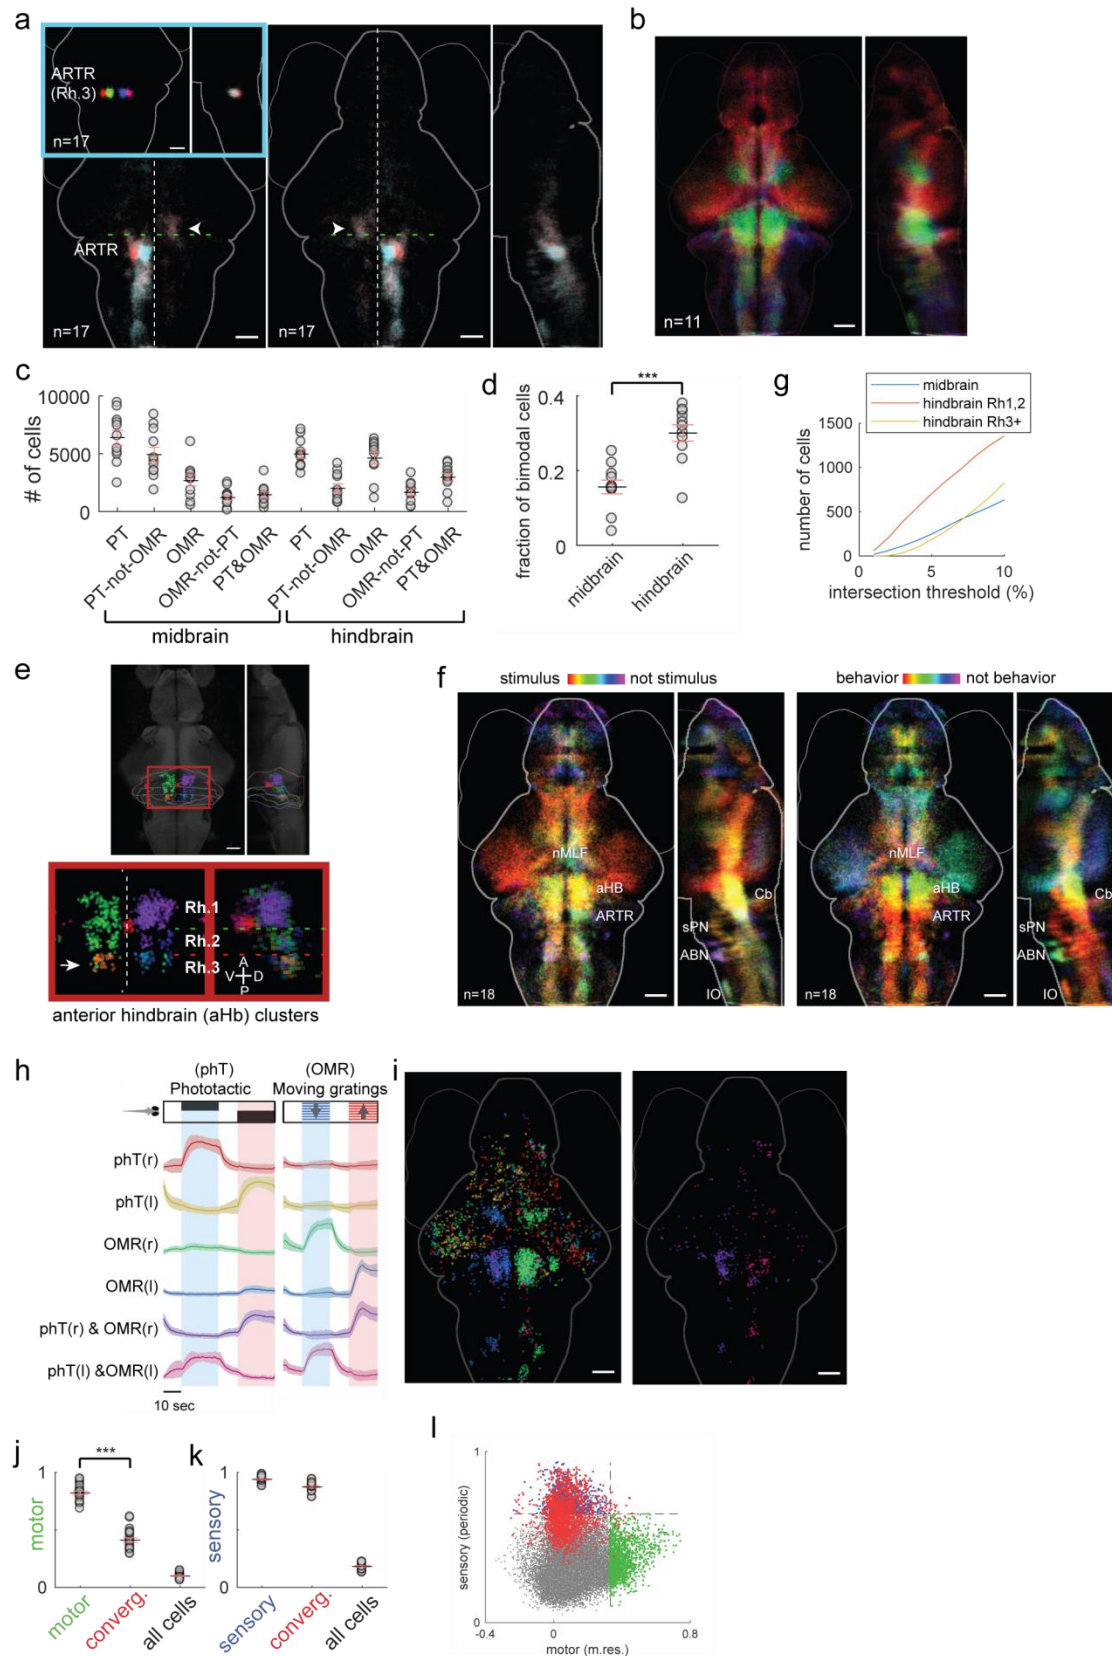 a
ARTR
(Rh.3)
n=17
ARTR
n=17
n=17
b
n=11
c
# of cells
10000
5000
0
PT
PT-not-OMR
OMR
OMR-not-PT
PT&OMR
PT
PT-not-OMR
OMR
OMR-not-PT
PT&OMR
midbrain
hindbrain
d
fraction of bimodal cells
0.4
0.2
0
***
midbrain
hindbrain
g
midbrain
hindbrain Rh1,2
hindbrain Rh3+
number of cells
1500
1000
500
0
0
5
10
intersection threshold (%)
e
Rh.1
Rh.2
Rh.3
A
V
D
P
anterior hindbrain (aHb) clusters
f
stimulus
not stimulus
behavior
not behavior
nMLF
aHB
ARTR
Cb
sPN
ABN
IO
n=18
nMLF
aHB
ARTR
Cb
sPN
ABN
IO
n=18
h
(phT)
Phototactic
(OMR)
Moving gratings
phT(r)
phT(l)
OMR(r)
OMR(l)
phT(r) & OMR(r)
phT(l) &OMR(l)
10 sec
i
j
***
motor
1
0
motor
converg.
all cells
k
sensory
1
0
sensory
converg.
all cells
l
sensory (periodic)
1
0
-0.4
0
0.8
motor (m.res.)